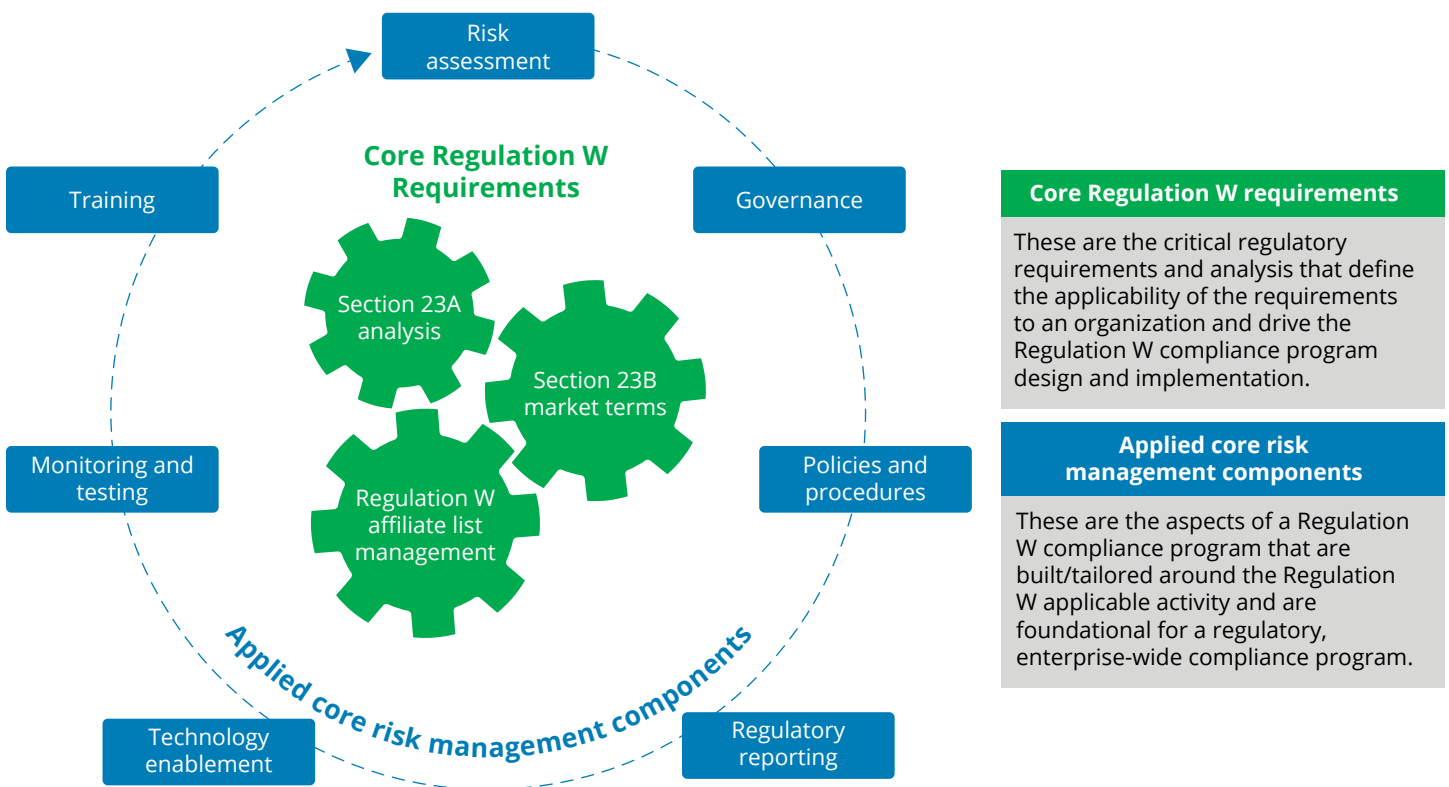 Risk
assessment
Training
Core Regulation W
Requirements
Governance
Section 23A
analysis
Section 23B
market terms
Monitoring and
testing
Regulation W
affiliate list
management
Policies and
procedures
Applied core risk management components
Technology
enablement
Regulatory
reporting
Core Regulation W requirements
These are the critical regulatory
requirements and analysis that define
the applicability of the requirements
to an organization and drive the
Regulation W compliance program
design and implementation.
Applied core risk
management components
These are the aspects of a Regulation
W compliance program that are
built/tailored around the Regulation
W applicable activity and are
foundational for a regulatory,
enterprise-wide compliance program.